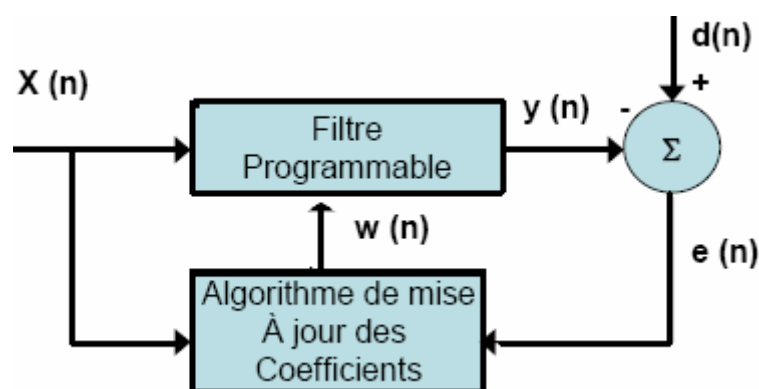 d(n)
X (n)
+
y (n)
-
Filtre
Programmable
Σ
w (n)
e (n)
Algorithme de mise
À jour des
Coefficients